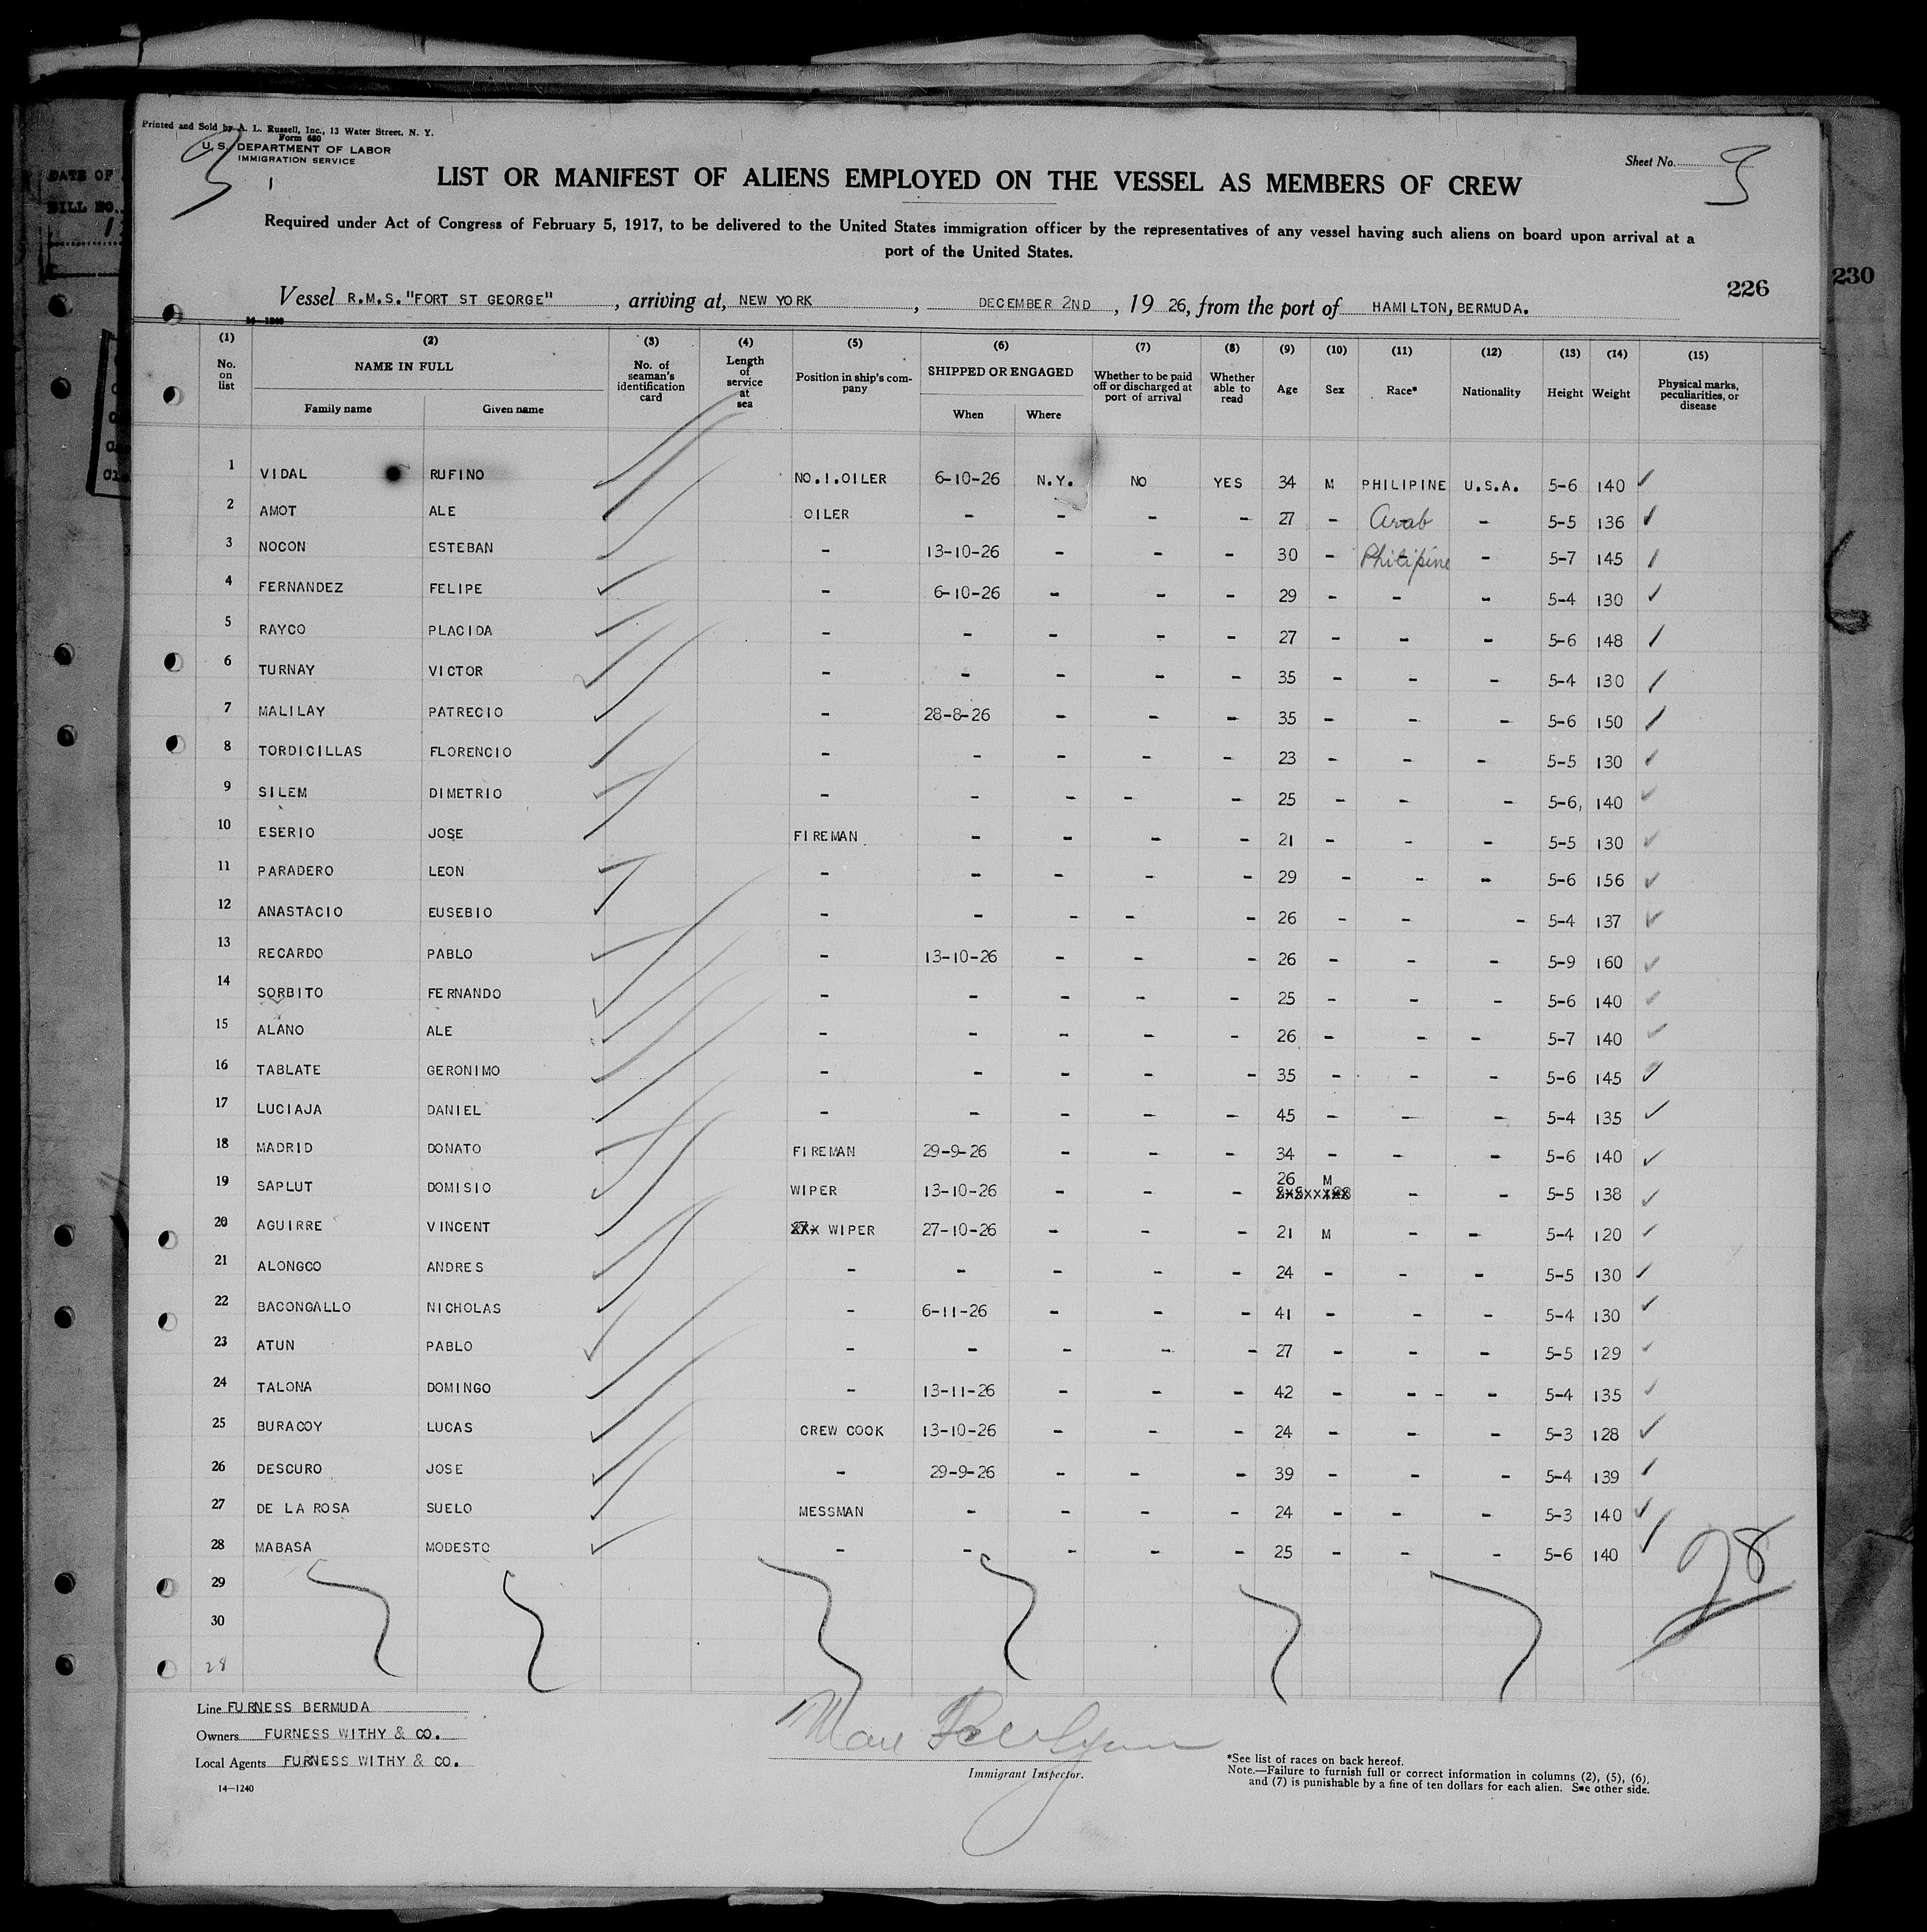 Printed and Sold by A. L. Russell, Inc., 13 Water Street, N. Y.
Form 680
U. S. DEPARTMENT OF LABOR
IMMIGRATION SERVICE
3
Sheet No. 3
LIST OR MANIFEST OF ALIENS EMPLOYED ON THE VESSEL AS MEMBERS OF CREW
Required under Act of Congress of February 5, 1917, to be delivered to the United States immigration officer by the representatives of any vessel having such aliens on board upon arrival at a
port of the United States.
DATE OF
BILL NO.
226
230
Vessel R.M.S. "FORT ST GEORGE", arriving at, NEW YORK, DECEMBER 2ND, 19 26, from the port of HAMILTON, BERMUDA.
14—1240
(1) (2) (3) (4) (5) (6) (7) (8) (9) (10) (11) (12) (13) (14) (15)
No. on list NAME IN FULL No. of seaman's identification card Length of service at sea Position in ship's company SHIPPED OR ENGAGED Whether to be paid off or discharged at port of arrival Whether able to read Age Sex Race* Nationality Height Weight Physical marks, peculiarities, or disease
Family name Given name When Where
1 VIDAL RUFINO NO.1.OILER 6-10-26 N.Y. NO YES 34 M PHILIPINE U.S.A. 5-6 140
2 AMOT ALE OILER - - - - 27 - Arab - 5-5 136
3 NOCON ESTEBAN - 13-10-26 - - - 30 - Philipine - 5-7 145
4 FERNANDEZ FELIPE - 6-10-26 - - - 29 - - - 5-4 130
5 RAYCO PLACIDA - - - - - 27 - - - 5-6 148
6 TURNAY VICTOR - - - - - 35 - - - 5-4 130
7 MALILAY PATRECIO - 28-8-26 - - - 35 - - - 5-6 150
8 TORDICILLAS FLORENCIO - - - - - 23 - - - 5-5 130
9 SILEM DIMETRIO - - - - - 25 - - - 5-6, 140
10 ESERIO JOSE FIREMAN - - - - 21 - - - 5-5 130
11 PARADERO LEON - - - - - 29 - - - 5-6 156
12 ANASTACIO EUSEBIO - - - - - 26 - - - 5-4 137
13 RECARDO PABLO - 13-10-26 - - - 26 - - - 5-9 160
14 SORBITO FERNANDO - - - - - 25 - - - 5-6 140
15 ALANO ALE - - - - - 26 - - - 5-7 140
16 TABLATE GERONIMO - - - - - 35 - - - 5-6 145
17 LUCIAJA DANIEL - - - - - 45 - - - 5-4 135
18 MADRID DONATO FIREMAN 29-9-26 - - - 34 - - - 5-6 140
19 SAPLUT DOMISIO WIPER 13-10-26 - - - 26 M - - 5-5 138
20 AGUIRRE VINCENT WIPER 27-10-26 - - - 21 M - - 5-4 120
21 ALONGCO ANDRES - - - - - 24 - - - 5-5 130
22 BACONGALLO NICHOLAS - 6-11-26 - - - 41 - - - 5-4 130
23 ATUN PABLO - - - - - 27 - - - 5-5 129
24 TALONA DOMINGO - 13-11-26 - - - 42 - - - - 5-4 135
25 BURACOY LUCAS CREW COOK 13-10-26 - - - 24 - - - 5-3 128
26 DESCURO JOSE - 29-9-26 - - - 39 - - - 5-4 139
27 DE LA ROSA SUELO MESSMAN - - - - 24 - - - 5-3 140
28 MABASA MODESTO - - - - - 25 - - - 5-6 140
28
29
30
28
Line FURNESS BERMUDA
Owners FURNESS WITHY & CO.
Local Agents FURNESS WITHY & CO.
14—1240
Immigrant Inspector.
*See list of races on back hereof.
Note.—Failure to furnish full or correct information in columns (2), (5), (6),
and (7) is punishable by a fine of ten dollars for each alien. See other side.